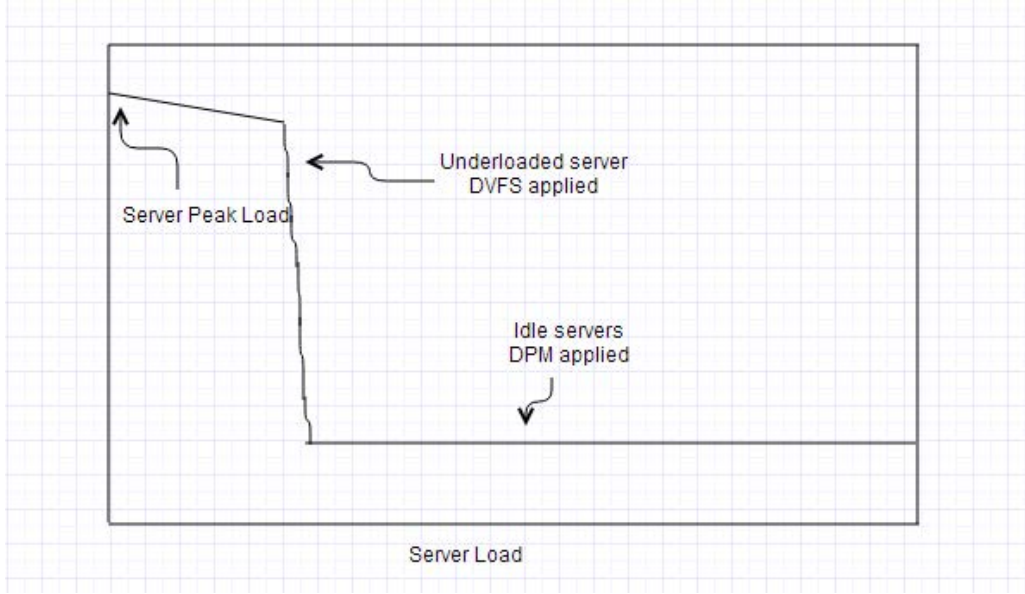 Underloaded server
DVFS applied
Server Peak Load
Idle servers
DPM applied
Server Load